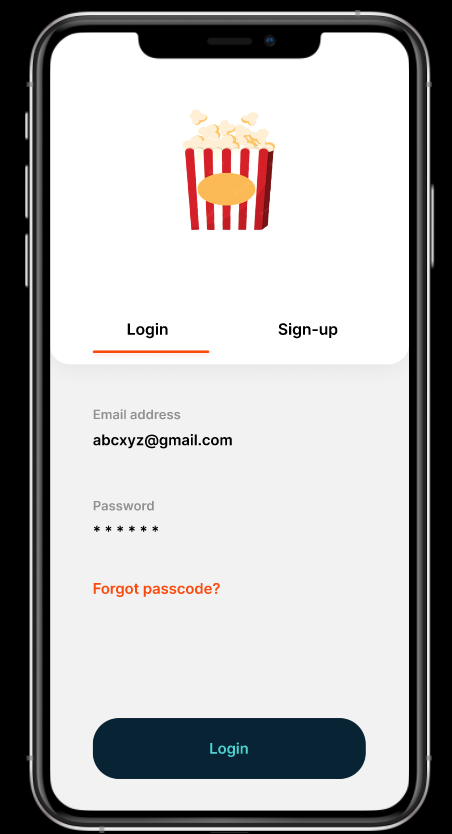 Login Sign-up
Email address
abcxyz@gmail.com
Password
* * * * * *
Forgot passcode?
Login